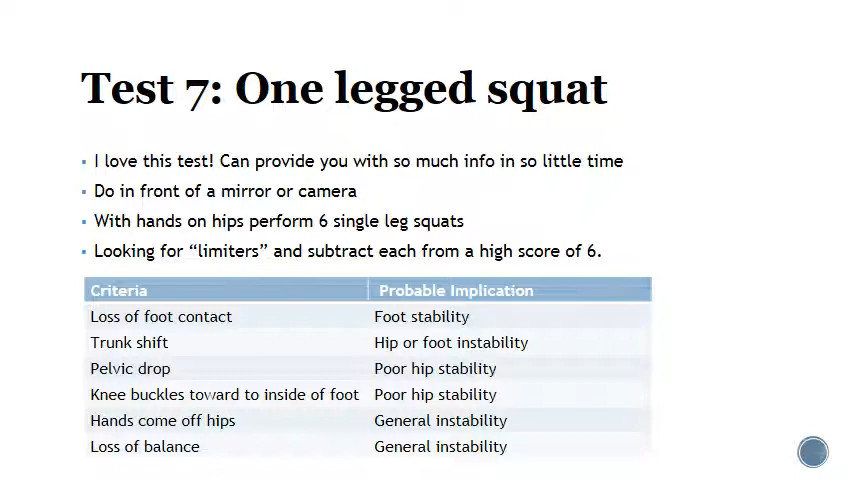 Test 7: One legged squat
▪ I love this test! Can provide you with so much info in so little time
▪ Do in front of a mirror or camera
▪ With hands on hips perform 6 single leg squats
▪ Looking for “limiters” and subtract each from a high score of 6.
Criteria Probable Implication
Loss of foot contact Foot stability
Trunk shift Hip or foot instability
Pelvic drop Poor hip stability
Knee buckles toward to inside of foot Poor hip stability
Hands come off hips General instability
Loss of balance General instability